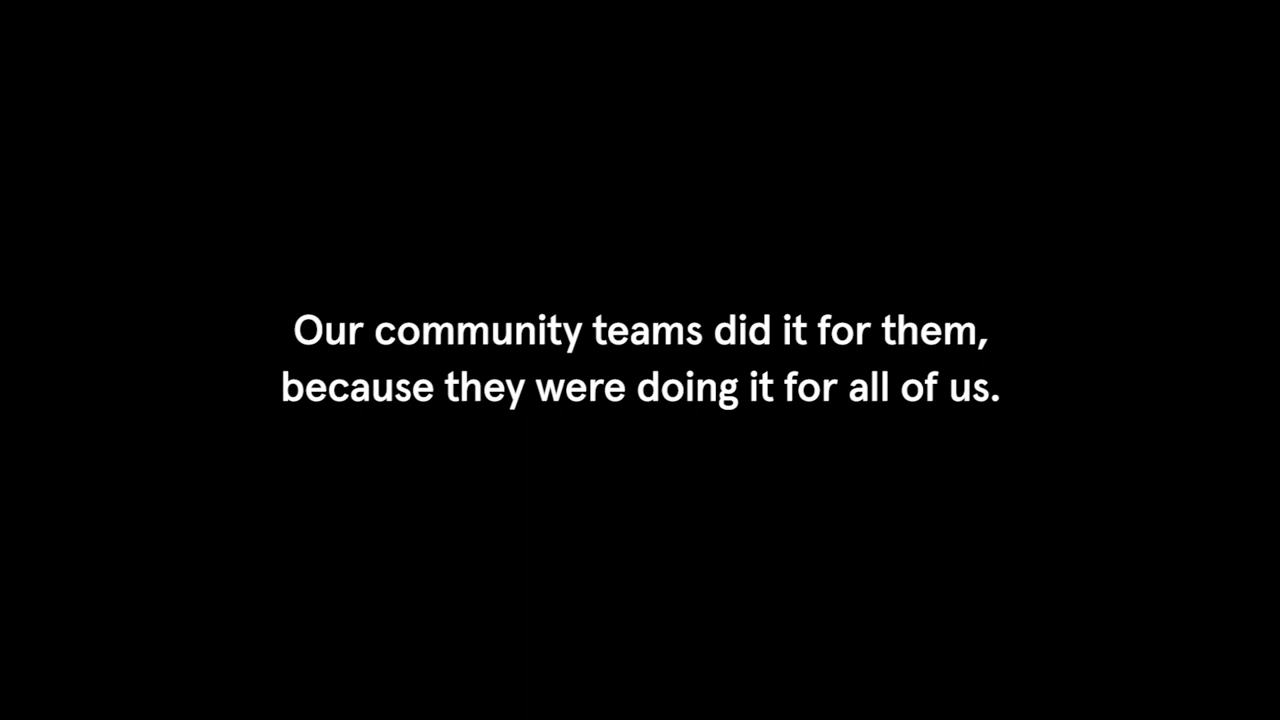 Our community teams did it for them,
because they were doing it for all of us.